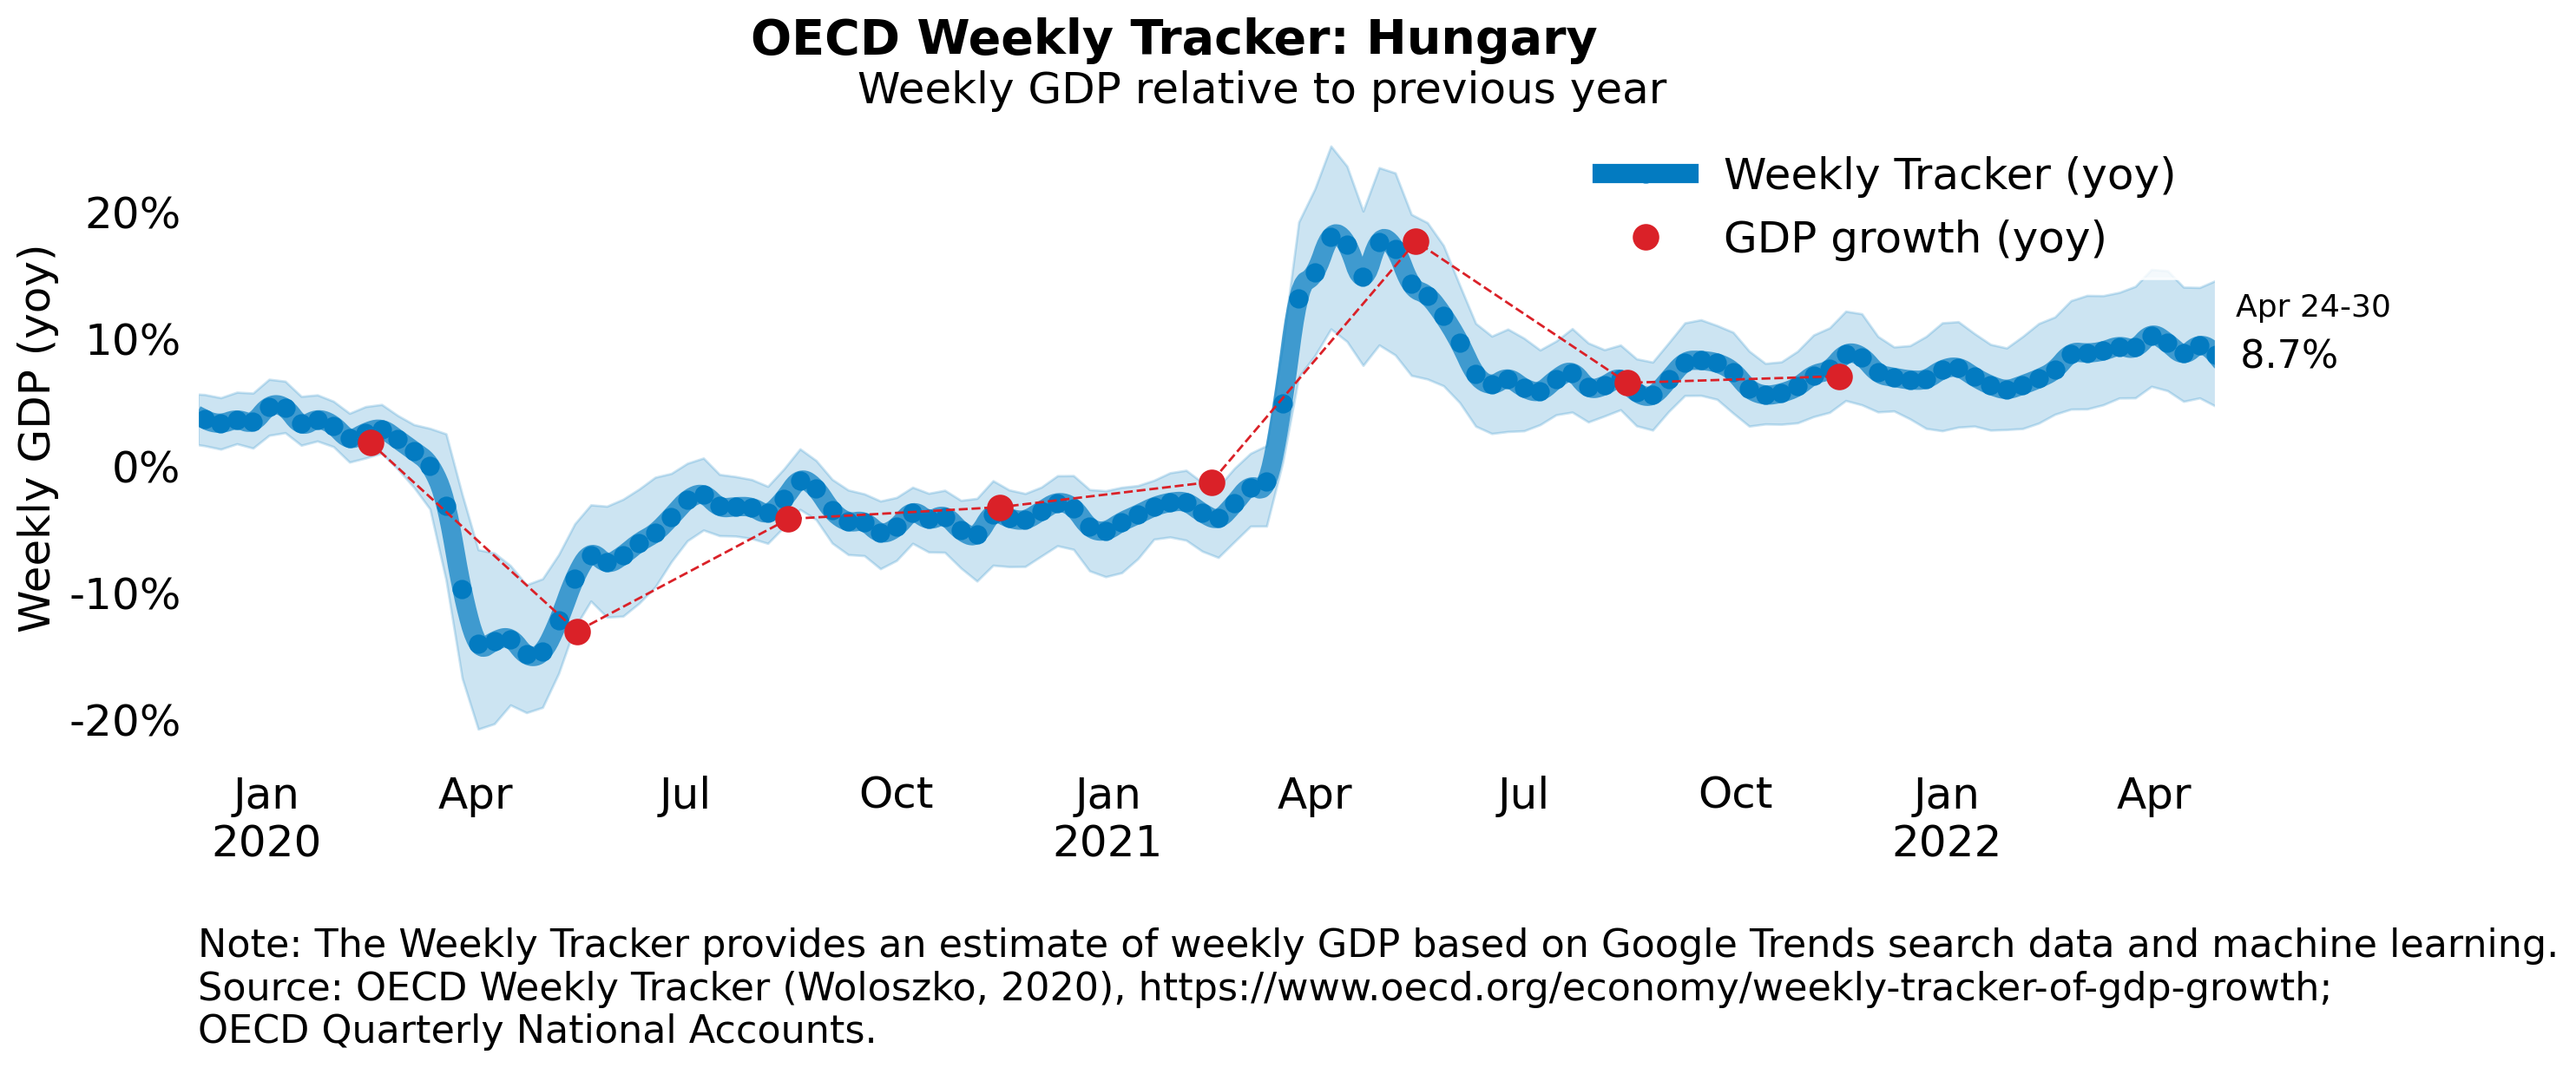 OECD Weekly Tracker: Hungary
Weekly GDP relative to previous year
Weekly Tracker (yoy)
GDP growth (yoy)
Weekly GDP (yoy)
20%
10%
0%
-10%
-20%
Apr 24-30
8.7%
Jan Apr Jul Oct Jan Apr Jul Oct Jan Apr
2020 2021 2022
Note: The Weekly Tracker provides an estimate of weekly GDP based on Google Trends search data and machine learning.
Source: OECD Weekly Tracker (Woloszko, 2020), https://www.oecd.org/economy/weekly-tracker-of-gdp-growth;
OECD Quarterly National Accounts.